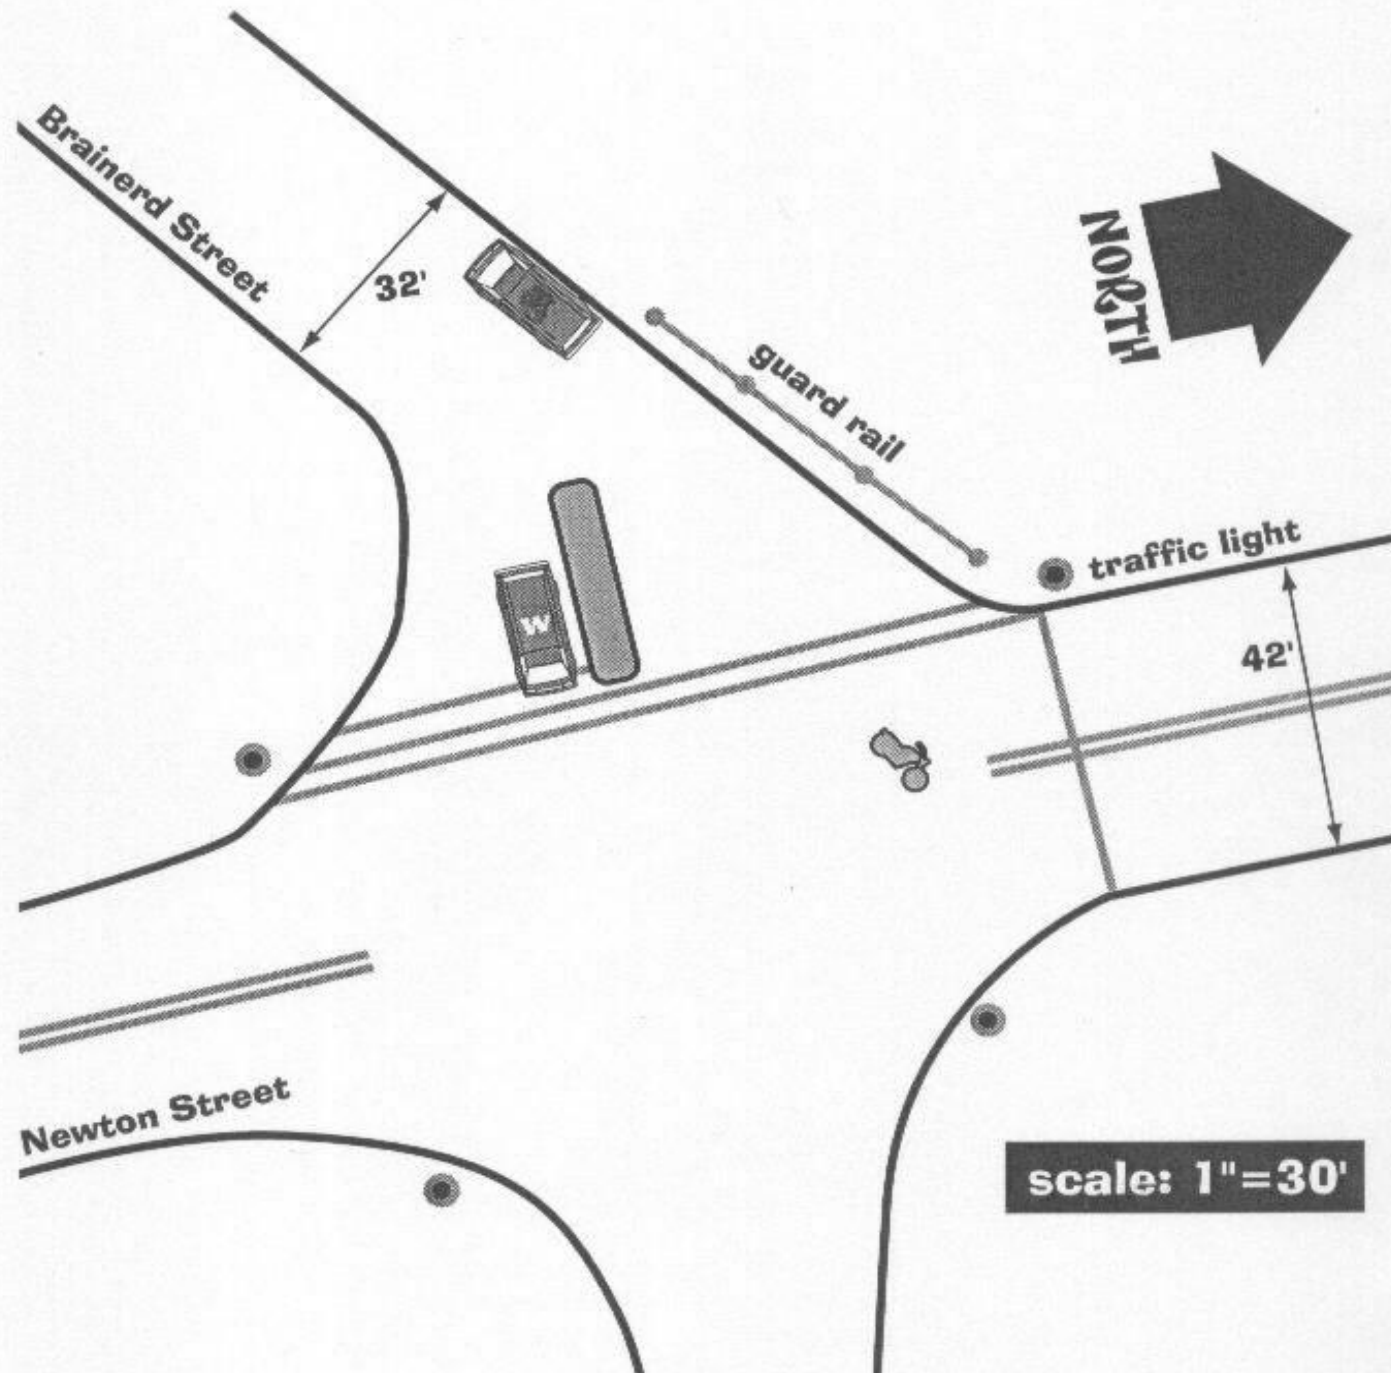 Brainerd Street
32'
NORTH
guard rail
traffic light
W
42'
Newton Street
scale: 1"=30'